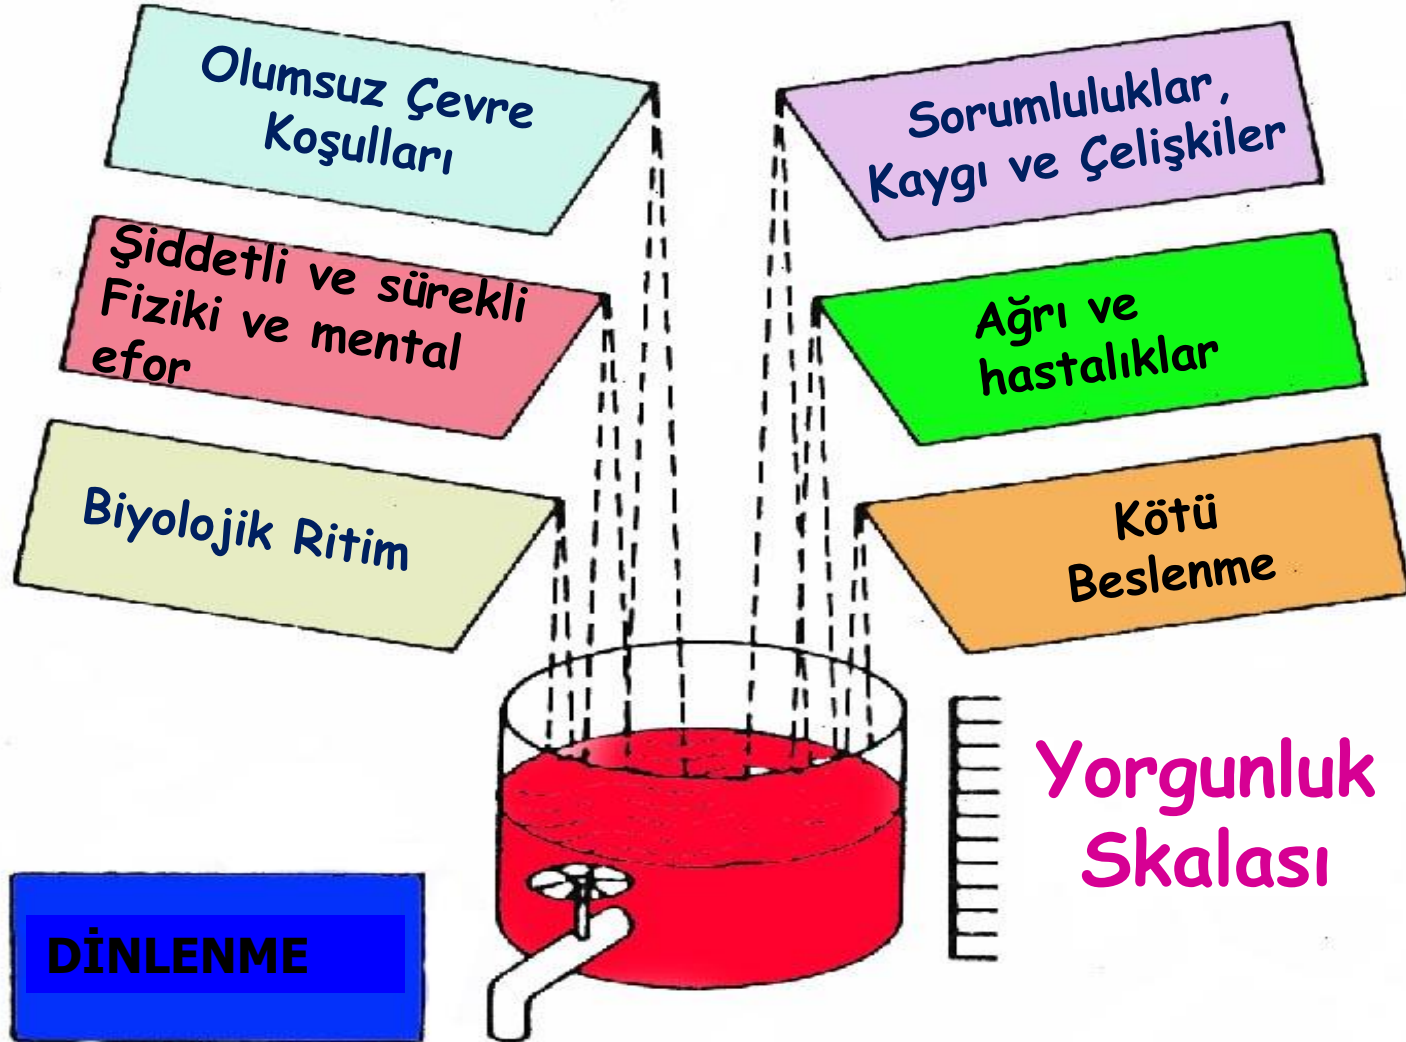 Olumsuz Çevre
Koşulları
Sorumluluklar,
Kaygı ve Çelişkiler
Şiddetli ve sürekli
Fiziki ve mental
efor
Ağrı ve
hastalıklar
Biyolojik Ritim
Kötü
Beslenme
Yorgunluk
Skalası
DİNLENME